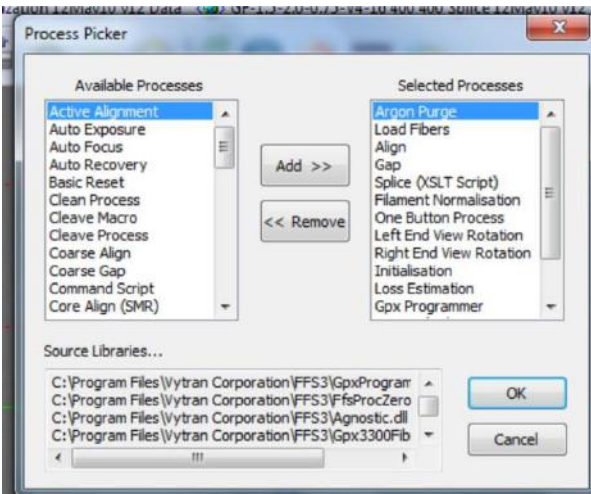 Process Picker
Available Processes
Active Alignment
Auto Exposure
Auto Focus
Auto Recovery
Basic Reset
Clean Process
Cleave Macro
Cleave Process
Coarse Align
Coarse Gap
Command Script
Core Align (SMR)
Add >>
<< Remove
Selected Processes
Argon Purge
Load Fibers
Align
Gap
Splice (XSLT Script)
Filament Normalisation
One Button Process
Left End View Rotation
Right End View Rotation
Initialisation
Loss Estimation
Gpx Programmer
Source Libraries...
C:\Program Files\Vytran Corporation\FFS3\GpxProgram
C:\Program Files\Vytran Corporation\FFS3\FfsProcZero
C:\Program Files\Vytran Corporation\FFS3\Agnostic.dll
C:\Program Files\Vytran Corporation\FFS3\Gpx3300Fib
OK
Cancel